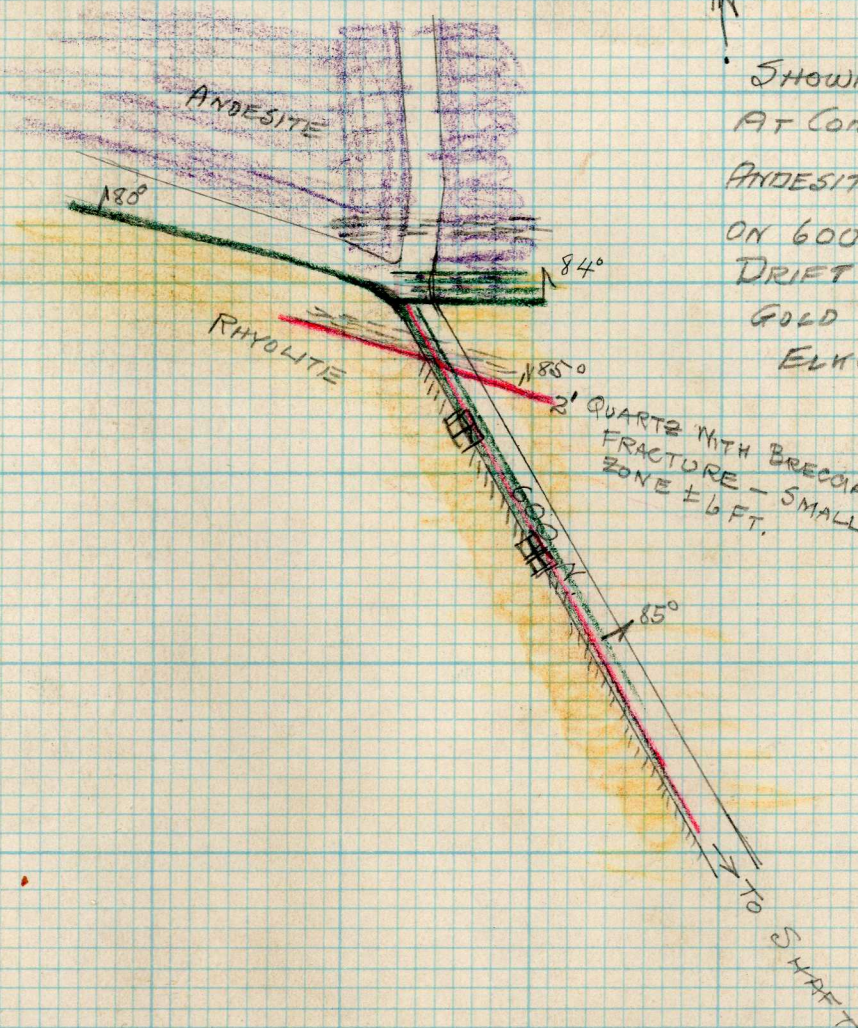 N
SHOWI
AT CON
ANDESIT
ON 600
DRIFT
GOLD
ELK
ANDESITE
80°
84°
RHYOLITE
85°
2' QUARTZ WITH BRECCIA
FRACTURE - SMALL
ZONE ± 6 FT.
600 N
85°
TO SHAFT